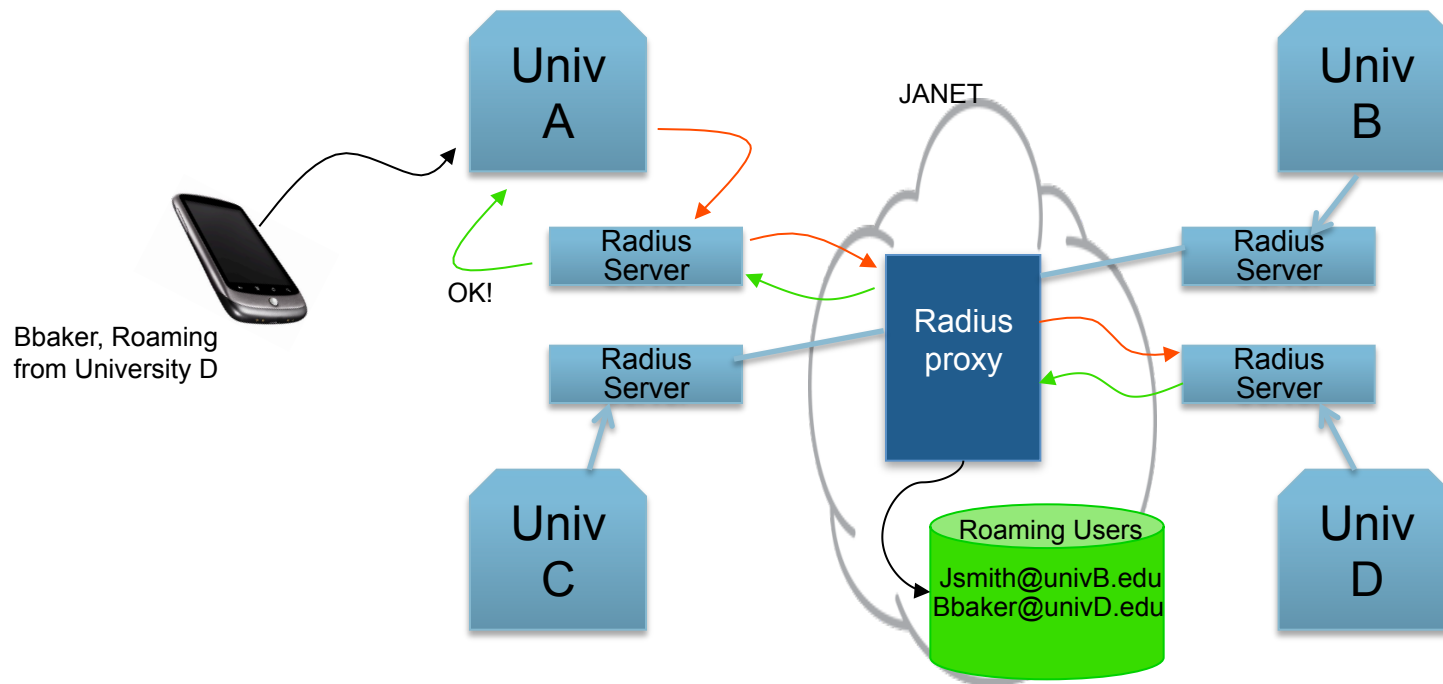 Univ
A
JANET
Univ
B
Radius
Server
Radius
Server
OK!
Radius
proxy
Bbaker, Roaming
from University D
Radius
Server
Radius
Server
Univ
C
Roaming Users
Jsmith@univB.edu
Bbaker@univD.edu
Univ
D